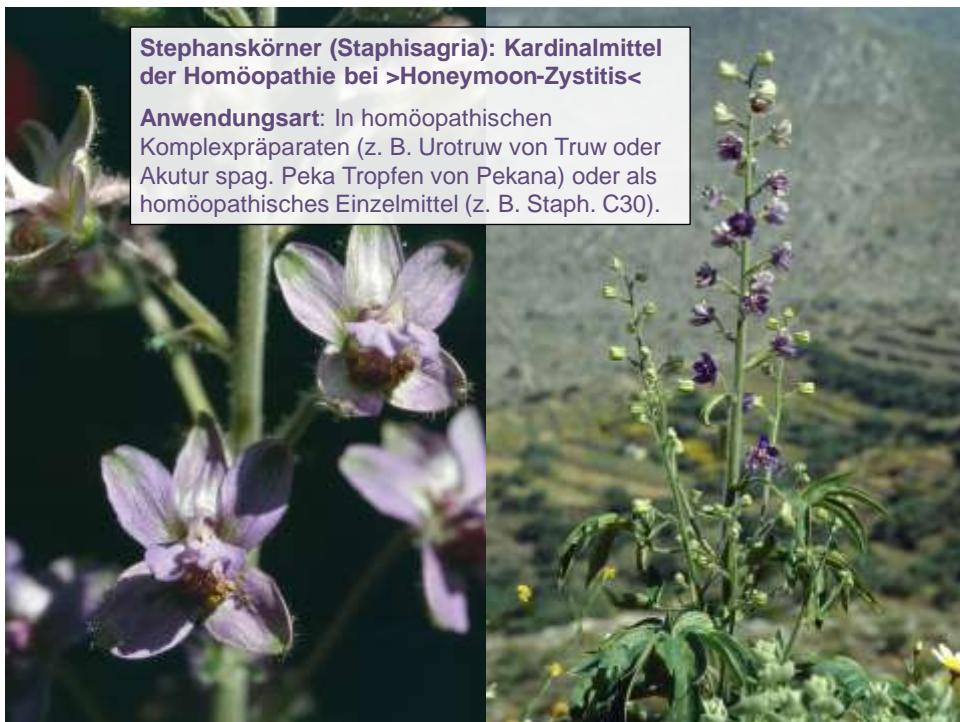 Stephanskörner (Staphisagria): Kardinalmittel
der Homöopathie bei >Honeymoon-Zystitis<
Anwendungsart: In homöopathischen
Komplexpräparaten (z. B. Urotruw von Truw oder
Akutur spag. Peka Tropfen von Pekana) oder als
homöopathisches Einzelmittel (z. B. Staph. C30).